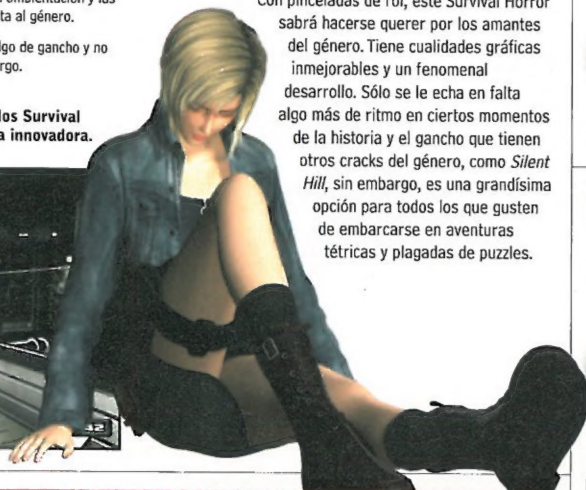 ta al género.
go de gancho y no
rgo.
los Survival
a innovadora.
Con pinceladas de rol, este Survival Horror
sabrá hacerse querer por los amantes
del género. Tiene cualidades gráficas
inmejorables y un fenomenal
desarrollo. Sólo se le echa en falta
algo más de ritmo en ciertos momentos
de la historia y el gancho que tienen
otros cracks del género, como Silent
Hill, sin embargo, es una grandísima
opción para todos los que gusten
de embarcarse en aventuras
tétricas y plagadas de puzzles.